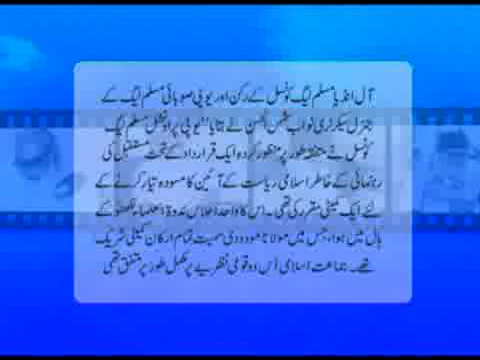 آل انڈیا مسلم لیگ کونسل کے رکن اور یوپی صوبائی مسلم لیگ کے
جنرل سیکرٹری نواب شمس الحسن نے بتایا "یوپی پراونشل مسلم لیگ
کونسل نے متفقہ طور پر منظور کردہ ایک قرارداد کے تحت مستقبل کی
رہنمائی کے خاطر اسلامی ریاست کے آئین کا مسودہ تیار کرنے کے
لئے ایک کمیٹی مقرر کی تھی۔ اس کا واحد اجلاس ندوۃ العلماء لکھنؤ کے
ہال میں ہوا، جس میں مولانا مودودی سمیت تمام ارکان کمیٹی شریک
تھے۔ جماعت اسلامی اُس دو قومی نظریے پر مکمل طور پر متفق تھی